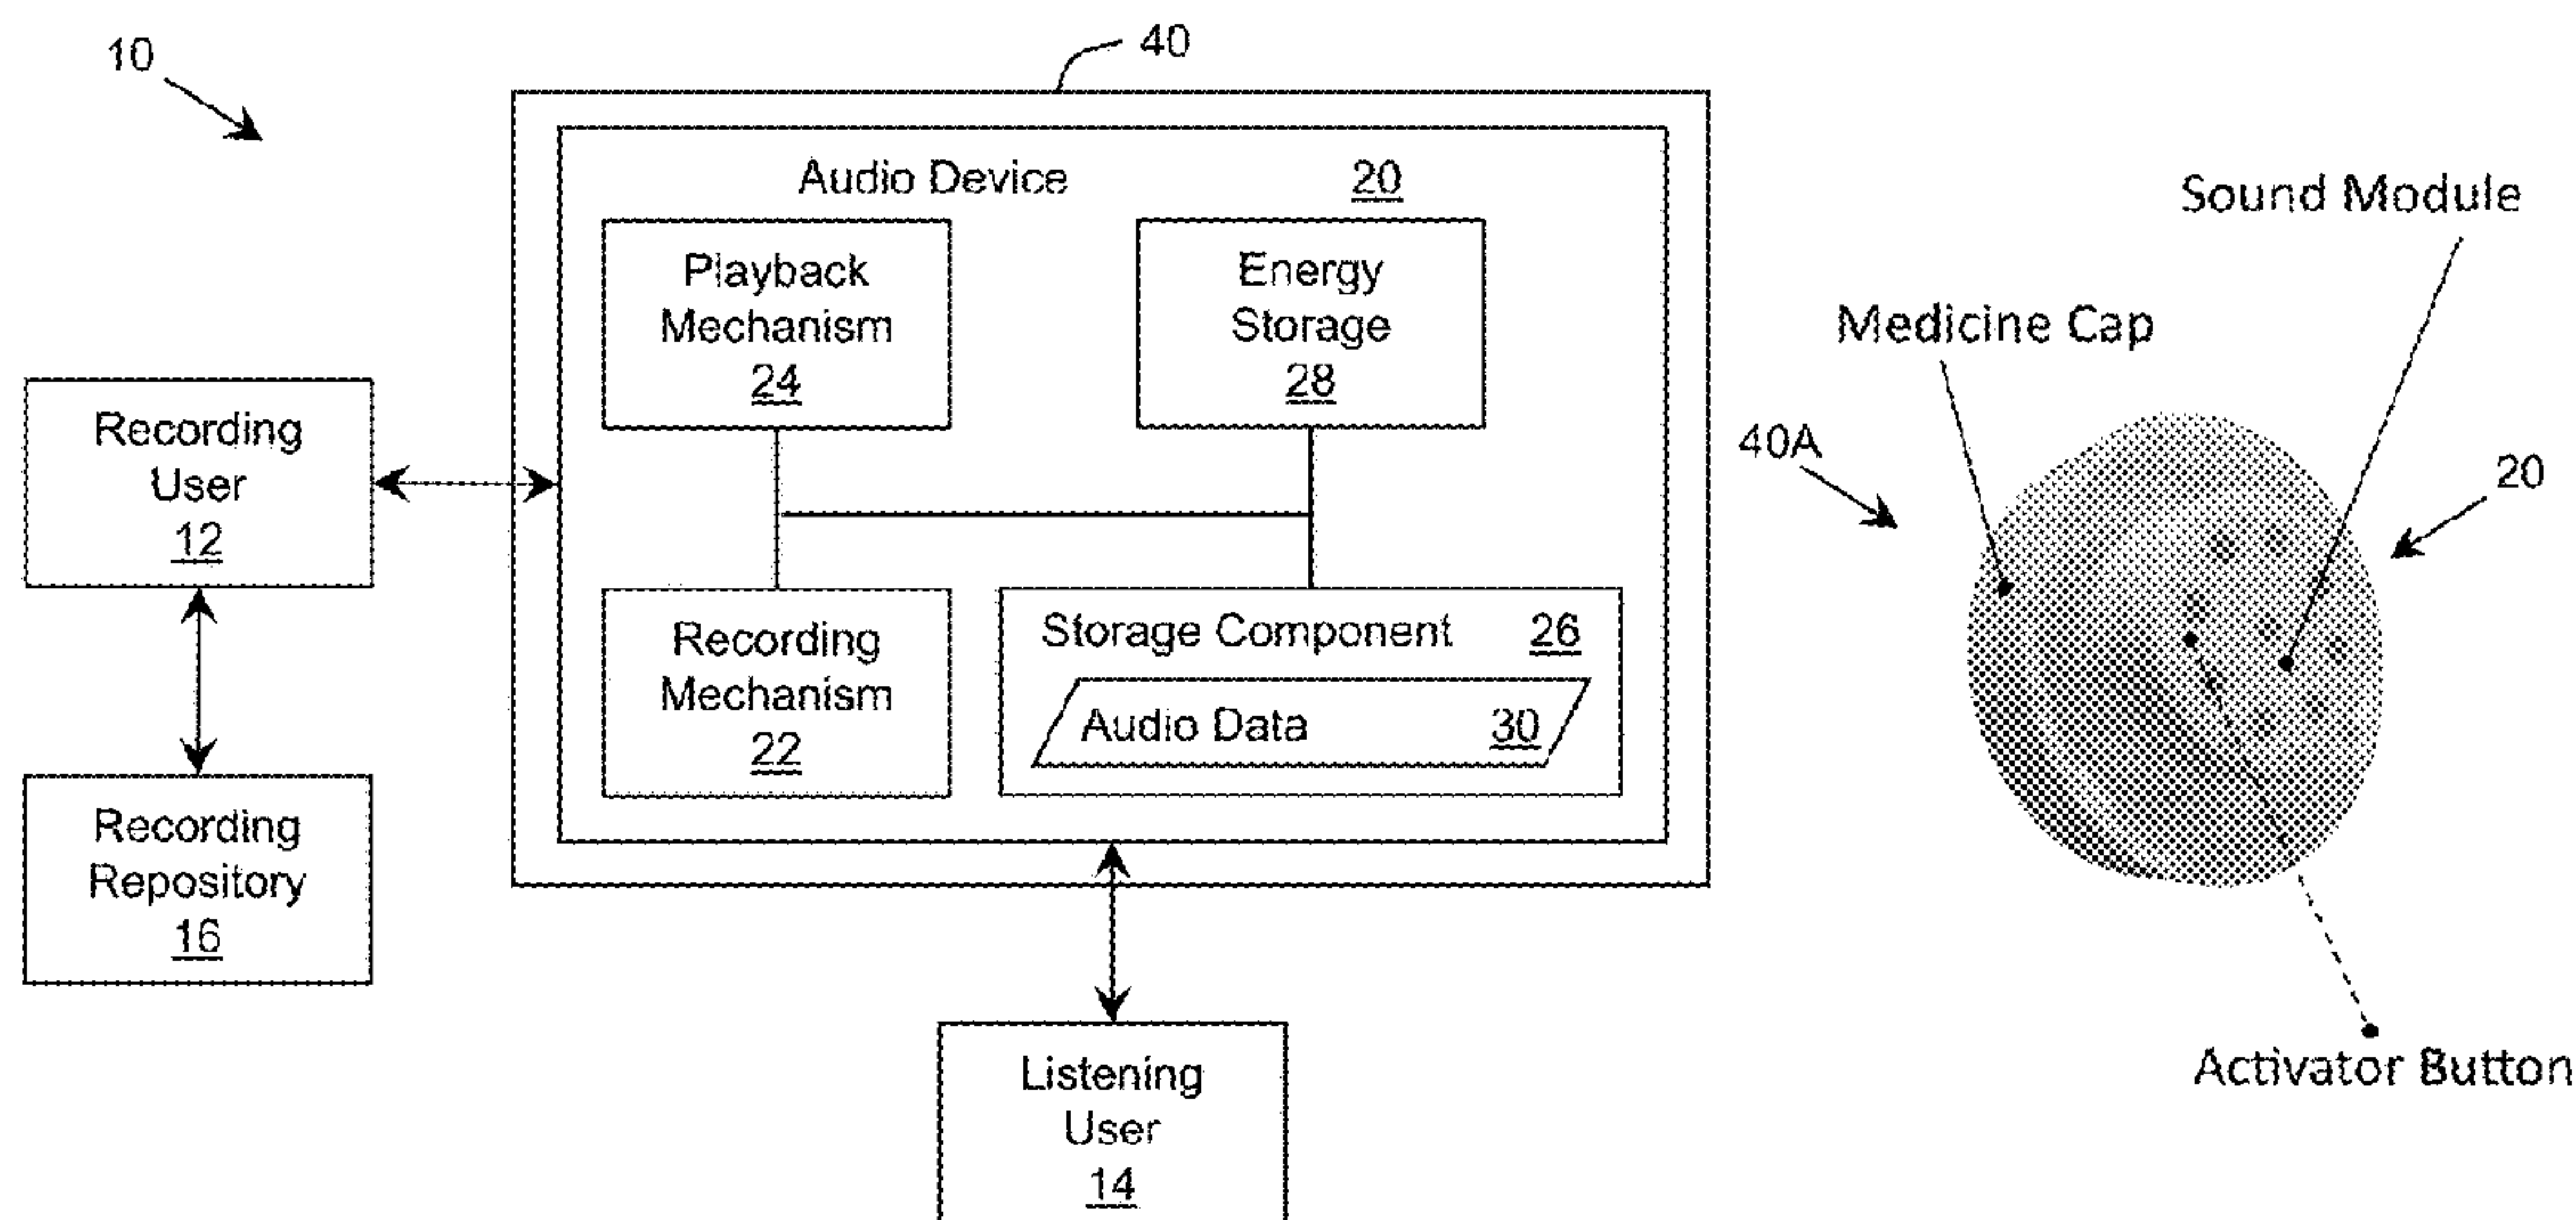 10
40
Audio Device 20
Playback
Mechanism
24
Energy
Storage
28
Recording
User
12
Recording
Mechanism
22
Storage Component 26
Audio Data 30
Recording
Repository
16
Listening
User
14
Sound Module
Medicine Cap
40A
20
Activator Button